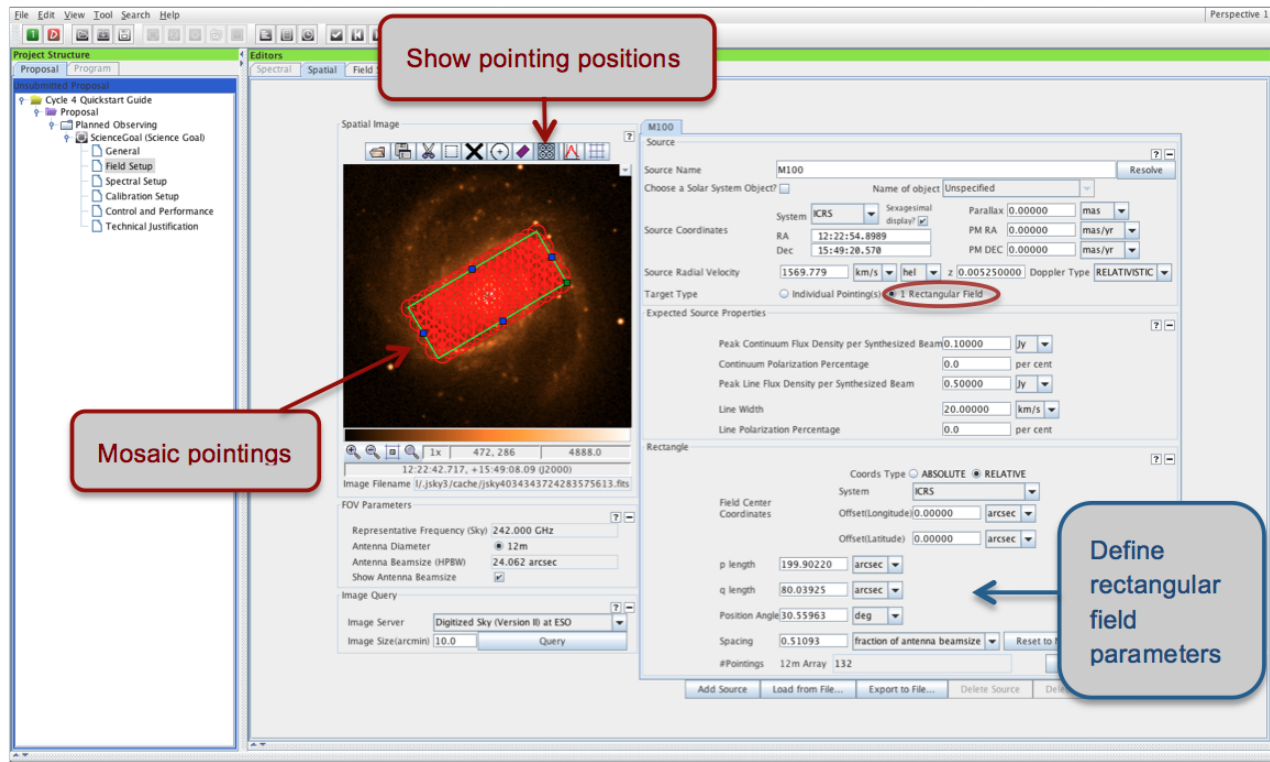 File Edit View Tool Search Help
Perspective 1
Project Structure
Editors
Proposal Program
Spectral Spatial Field S
Show pointing positions
Unsubmitted Proposal
Cycle 4 Quickstart Guide
Proposal
Planned Observing
ScienceGoal (Science Goal)
General
Field Setup
Spectral Setup
Calibration Setup
Control and Performance
Technical Justification
Spatial Image
?
Mosaic pointings
1x 472, 286 4888.0
12:22:42.717, +15:49:08.09 (J2000)
Image Filename l/.jsky3/cache/jsky4034343724283575613.fits
FOV Parameters
? −
Representative Frequency (Sky) 242.000 GHz
Antenna Diameter 12m
Antenna Beamsize (HPBW) 24.062 arcsec
Show Antenna Beamsize
Image Query
? −
Image Server Digitized Sky (Version II) at ESO
Image Size(arcmin) 10.0 Query
M100
Source
? −
Source Name M100 Resolve
Choose a Solar System Object? Name of object Unspecified
Source Coordinates
System ICRS Sexagesimal display? Parallax 0.00000 mas
RA 12:22:54.8989 PM RA 0.00000 mas/yr
Dec 15:49:20.570 PM DEC 0.00000 mas/yr
Source Radial Velocity 1569.779 km/s hel z 0.005250000 Doppler Type RELATIVISTIC
Target Type Individual Pointing(s) 1 Rectangular Field
Expected Source Properties
? −
Peak Continuum Flux Density per Synthesized Beam 0.10000 Jy
Continuum Polarization Percentage 0.0 per cent
Peak Line Flux Density per Synthesized Beam 0.50000 Jy
Line Width 20.00000 km/s
Line Polarization Percentage 0.0 per cent
Rectangle
? −
Coords Type ABSOLUTE RELATIVE
System ICRS
Field Center
Coordinates
Offset(Longitude) 0.00000 arcsec
Offset(Latitude) 0.00000 arcsec
p length 199.90220 arcsec
q length 80.03925 arcsec
Position Angle 30.55963 deg
Spacing 0.51093 fraction of antenna beamsize Reset to
#Pointings 12m Array 132
Add Source Load from File... Export to File... Delete Source Dele
Define
rectangular
field
parameters